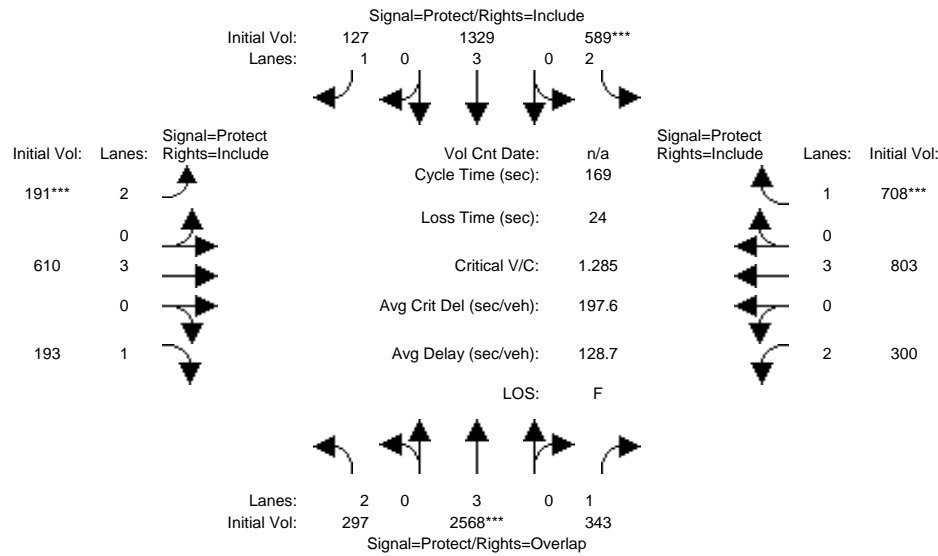 Signal=Protect/Rights=Include
Initial Vol: 127 1329 589***
Lanes: 1 0 3 0 2
Signal=Protect Signal=Protect
Initial Vol: Lanes: Rights=Include Vol Cnt Date: n/a Rights=Include Lanes: Initial Vol:
Cycle Time (sec): 169
191*** 2 1 708***
Loss Time (sec): 24
0 0
610 3 Critical V/C: 1.285 3 803
0 Avg Crit Del (sec/veh): 197.6 0
193 1 Avg Delay (sec/veh): 128.7 2 300
LOS: F
Lanes: 2 0 3 0 1
Initial Vol: 297 2568*** 343
Signal=Protect/Rights=Overlap